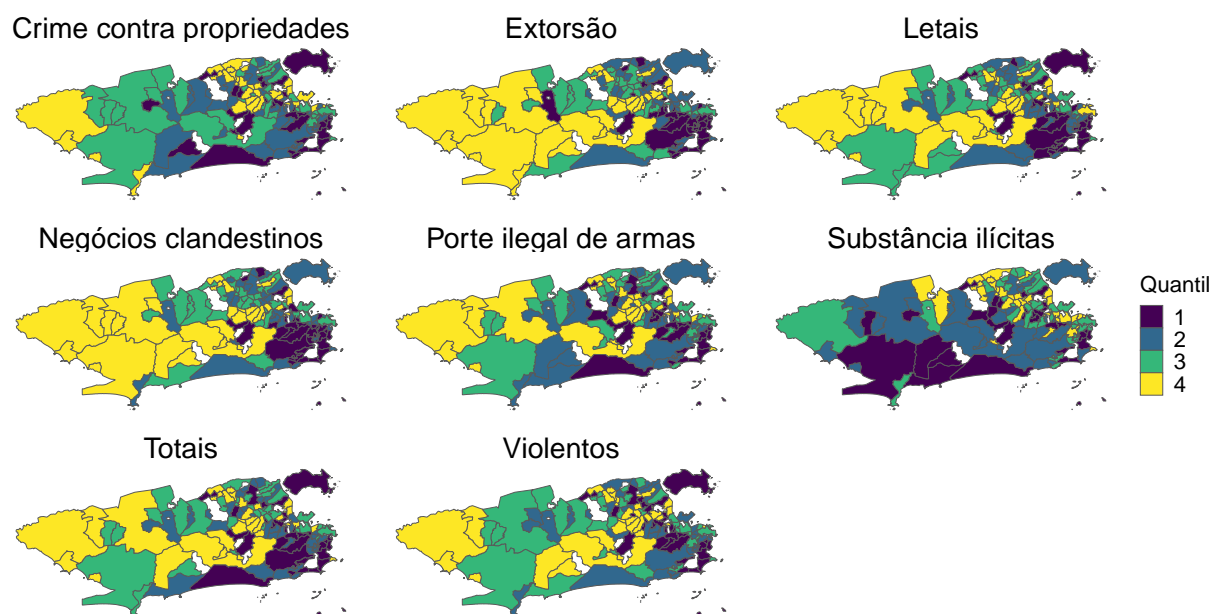 Crime contra propriedades
Extorsão
Letais
Negócios clandestinos
Porte ilegal de armas
Substância ilícitas
Quantil
1
2
3
4
Totais
Violentos